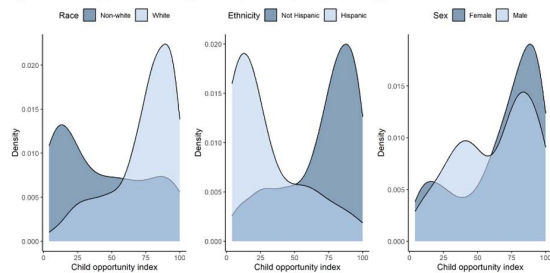 Race Non-white White
Density
0.020
0.015
0.010
0.005
0.000
0 25 50 75 100
Child opportunity index
Ethnicity Not Hispanic Hispanic
Density
0.020
0.015
0.010
0.005
0.000
0 25 50 75 100
Child opportunity index
Sex Female Male
Density
0.015
0.010
0.005
0.000
0 25 50 75 100
Child opportunity index